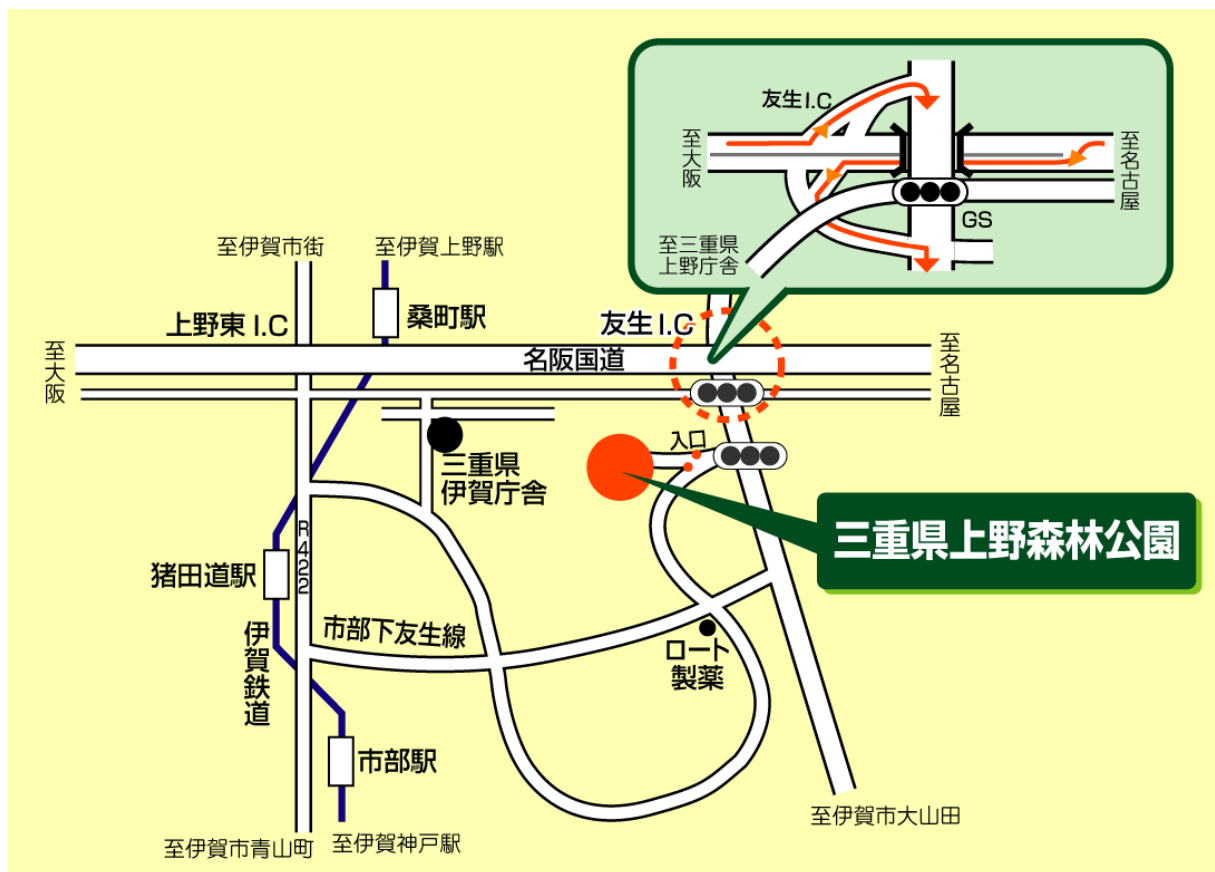 友生I.C
至大阪
至名古屋
GS
至三重県
上野庁舎
至伊賀市街
至伊賀上野駅
上野東I.C
桑町駅
友生I.C
至大阪
名阪国道
至名古屋
入口
三重県
伊賀庁舎
三重県上野森林公園
R422
猪田道駅
伊賀鉄道
市部下友生線
ロート
製薬
市部駅
至伊賀市大山田
至伊賀市青山町
至伊賀神戸駅